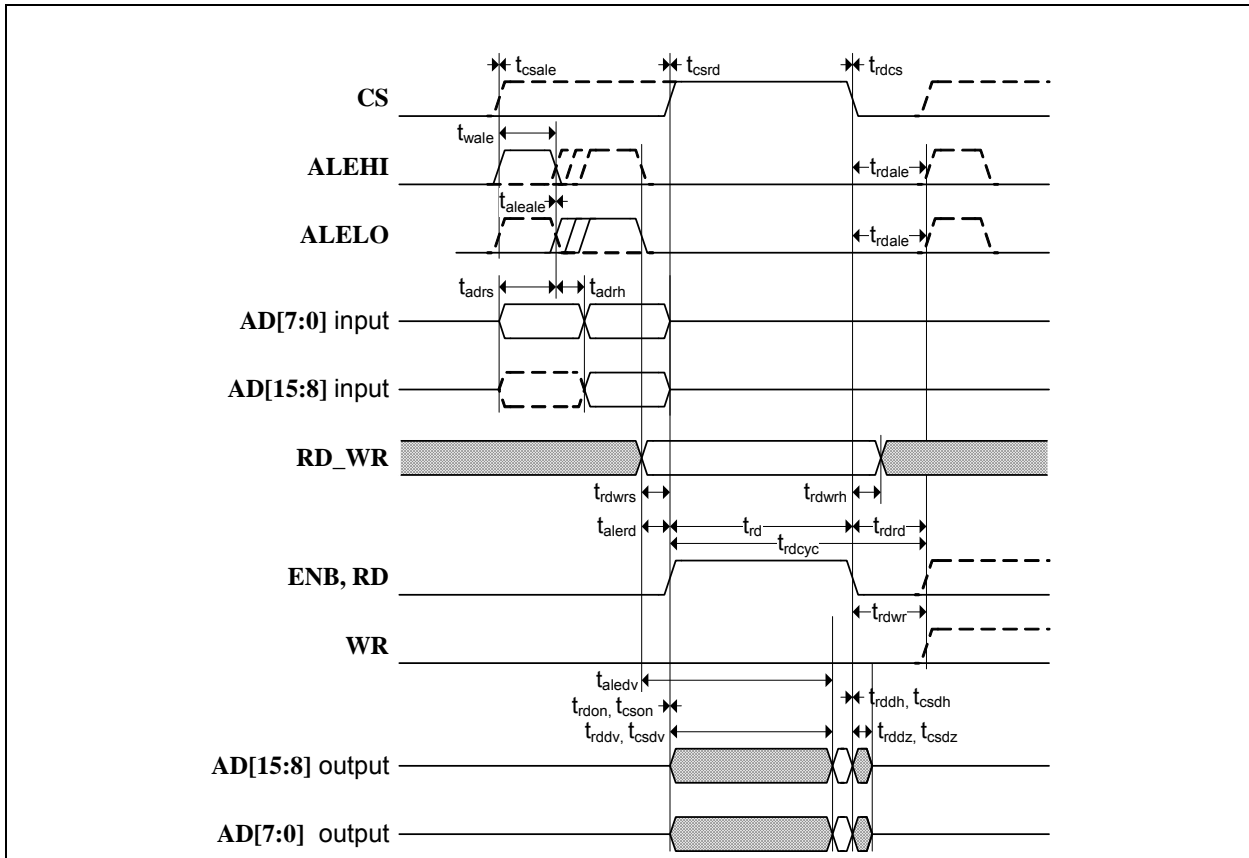 tcsale tcsrd trdcs
CS
twale
ALEHI
trdale
taleale
ALELO
trdale
tadrs tadrh
AD[7:0] input
AD[15:8] input
RD_WR
trdwrs trdwrh
talerd trd trdrd
trdcyc
ENB, RD
trdwr
WR
taledv
trdon, tcson trddh, tcsdh
trddv, tcsdv trddz, tcsdz
AD[15:8] output
AD[7:0] output